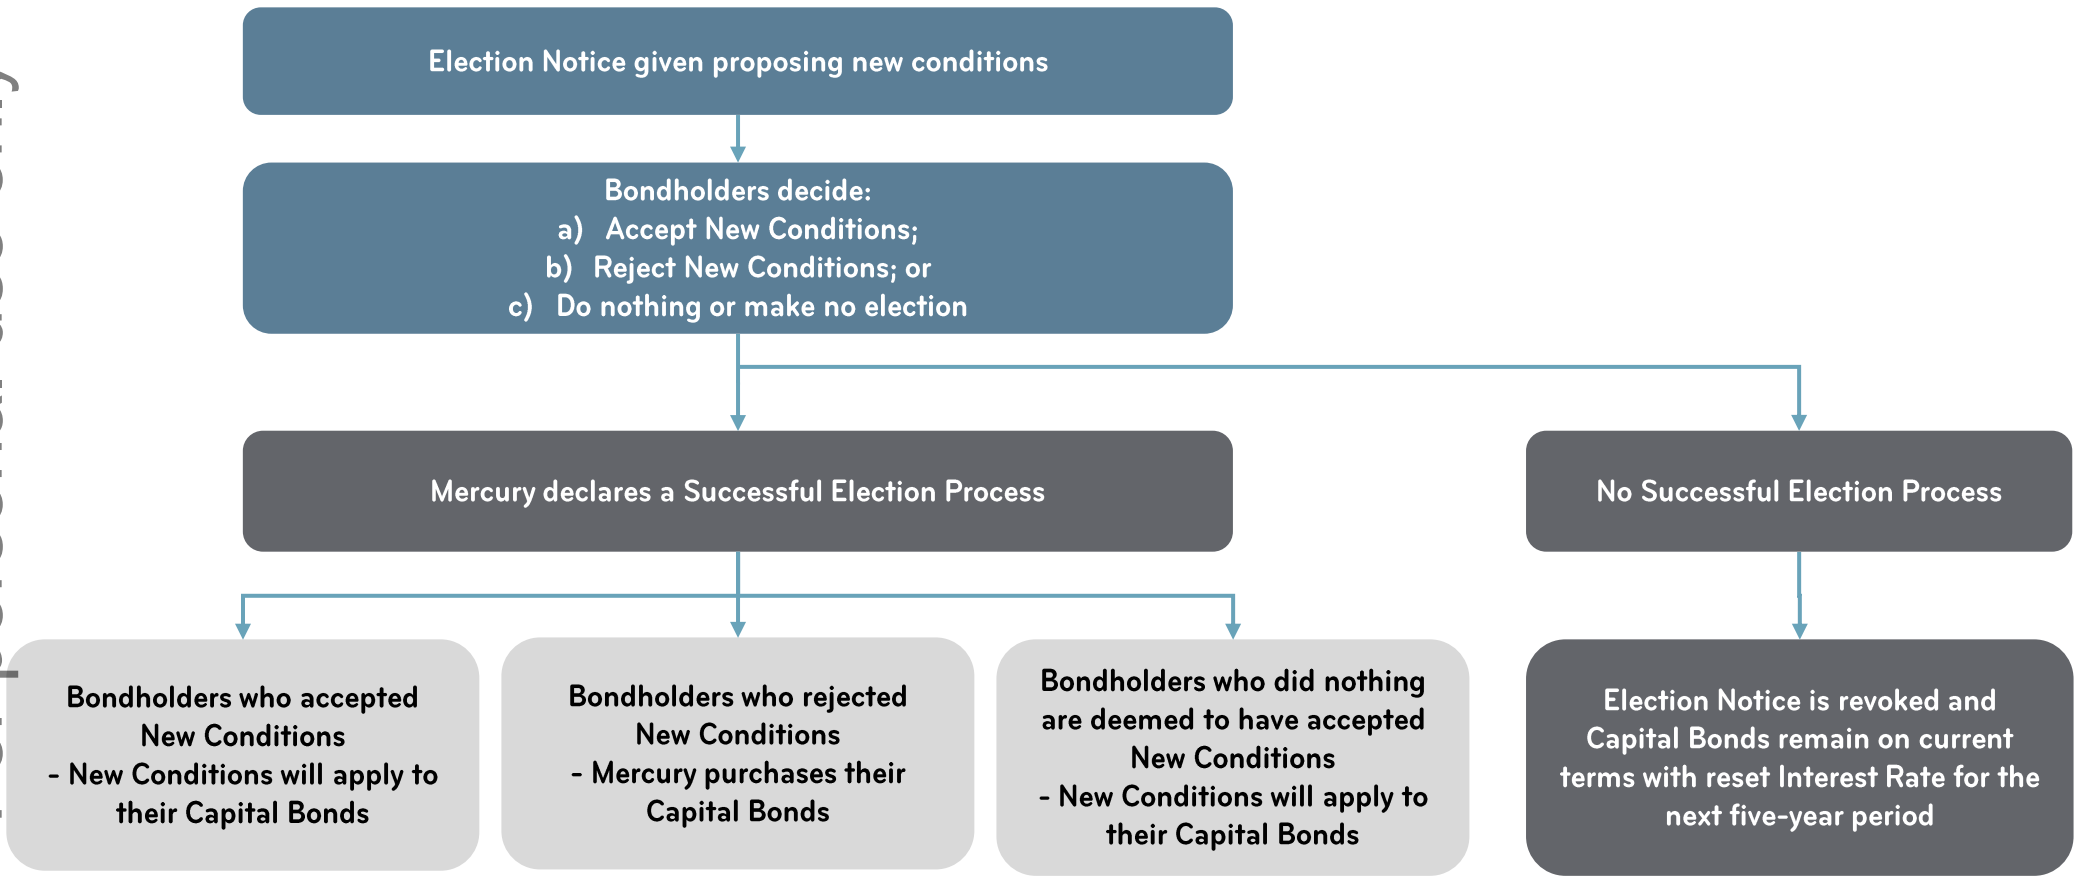 Election Notice given proposing new conditions
Bondholders decide:
a) Accept New Conditions;
b) Reject New Conditions; or
c) Do nothing or make no election
Mercury declares a Successful Election Process
No Successful Election Process
Bondholders who accepted
New Conditions
- New Conditions will apply to
their Capital Bonds
Bondholders who rejected
New Conditions
- Mercury purchases their
Capital Bonds
Bondholders who did nothing
are deemed to have accepted
New Conditions
- New Conditions will apply to
their Capital Bonds
Election Notice is revoked and
Capital Bonds remain on current
terms with reset Interest Rate for the
next five-year period